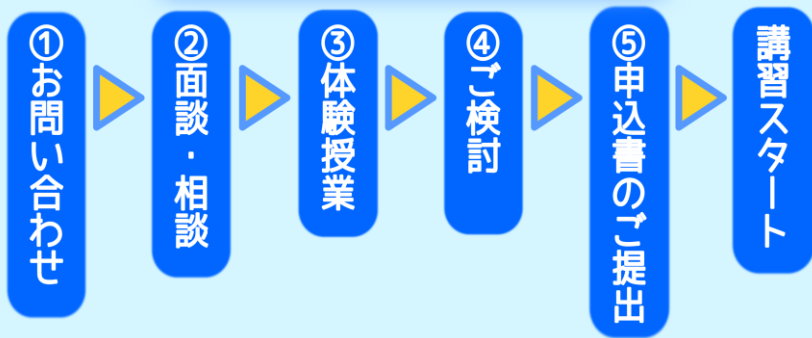 ①お問い合わせ
②面談・相談
③体験授業
④ご検討
⑤申込書のご提出
講習スタート